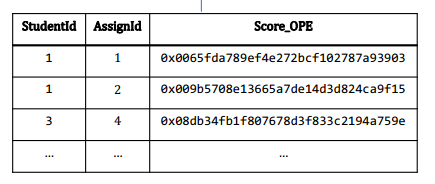 StudentId AssignId Score_OPE
1 1 0x0065fda789ef4e272bcf102787a93903
1 2 0x009b5708e13665a7de14d3d824ca9f15
3 4 0x08db34fb1f807678d3f833c2194a759e
... ... ...